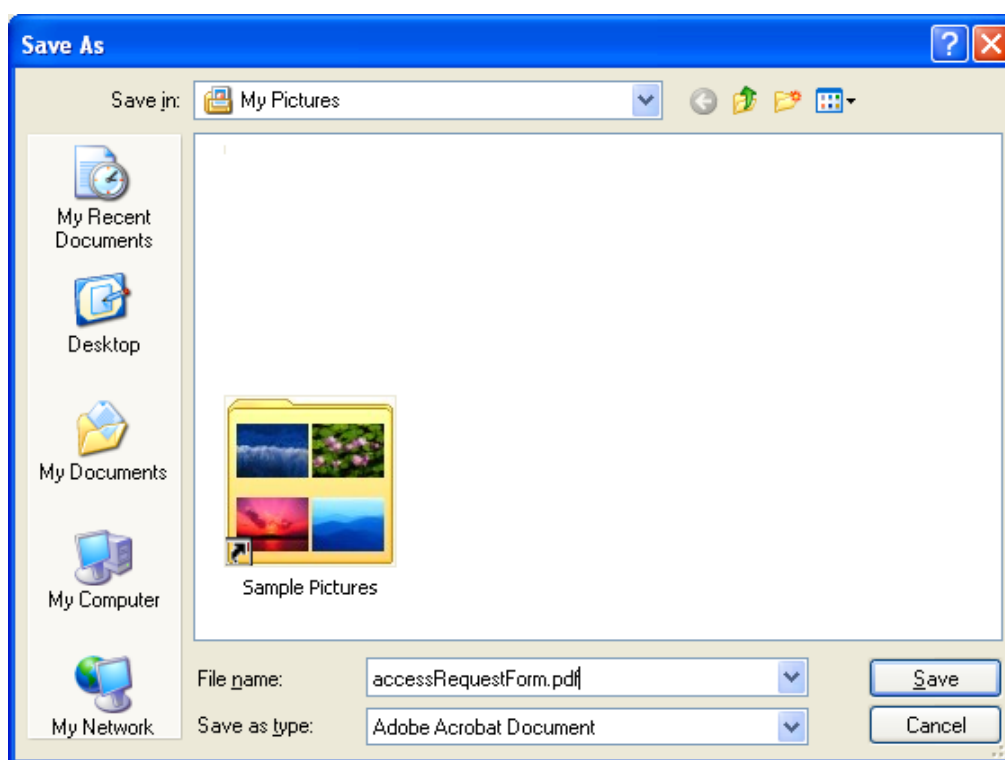 Save As
Save in: My Pictures
My Recent
Documents
Desktop
My Documents
My Computer
My Network
Sample Pictures
File name: accessRequestForm.pdf
Save
Save as type: Adobe Acrobat Document
Cancel